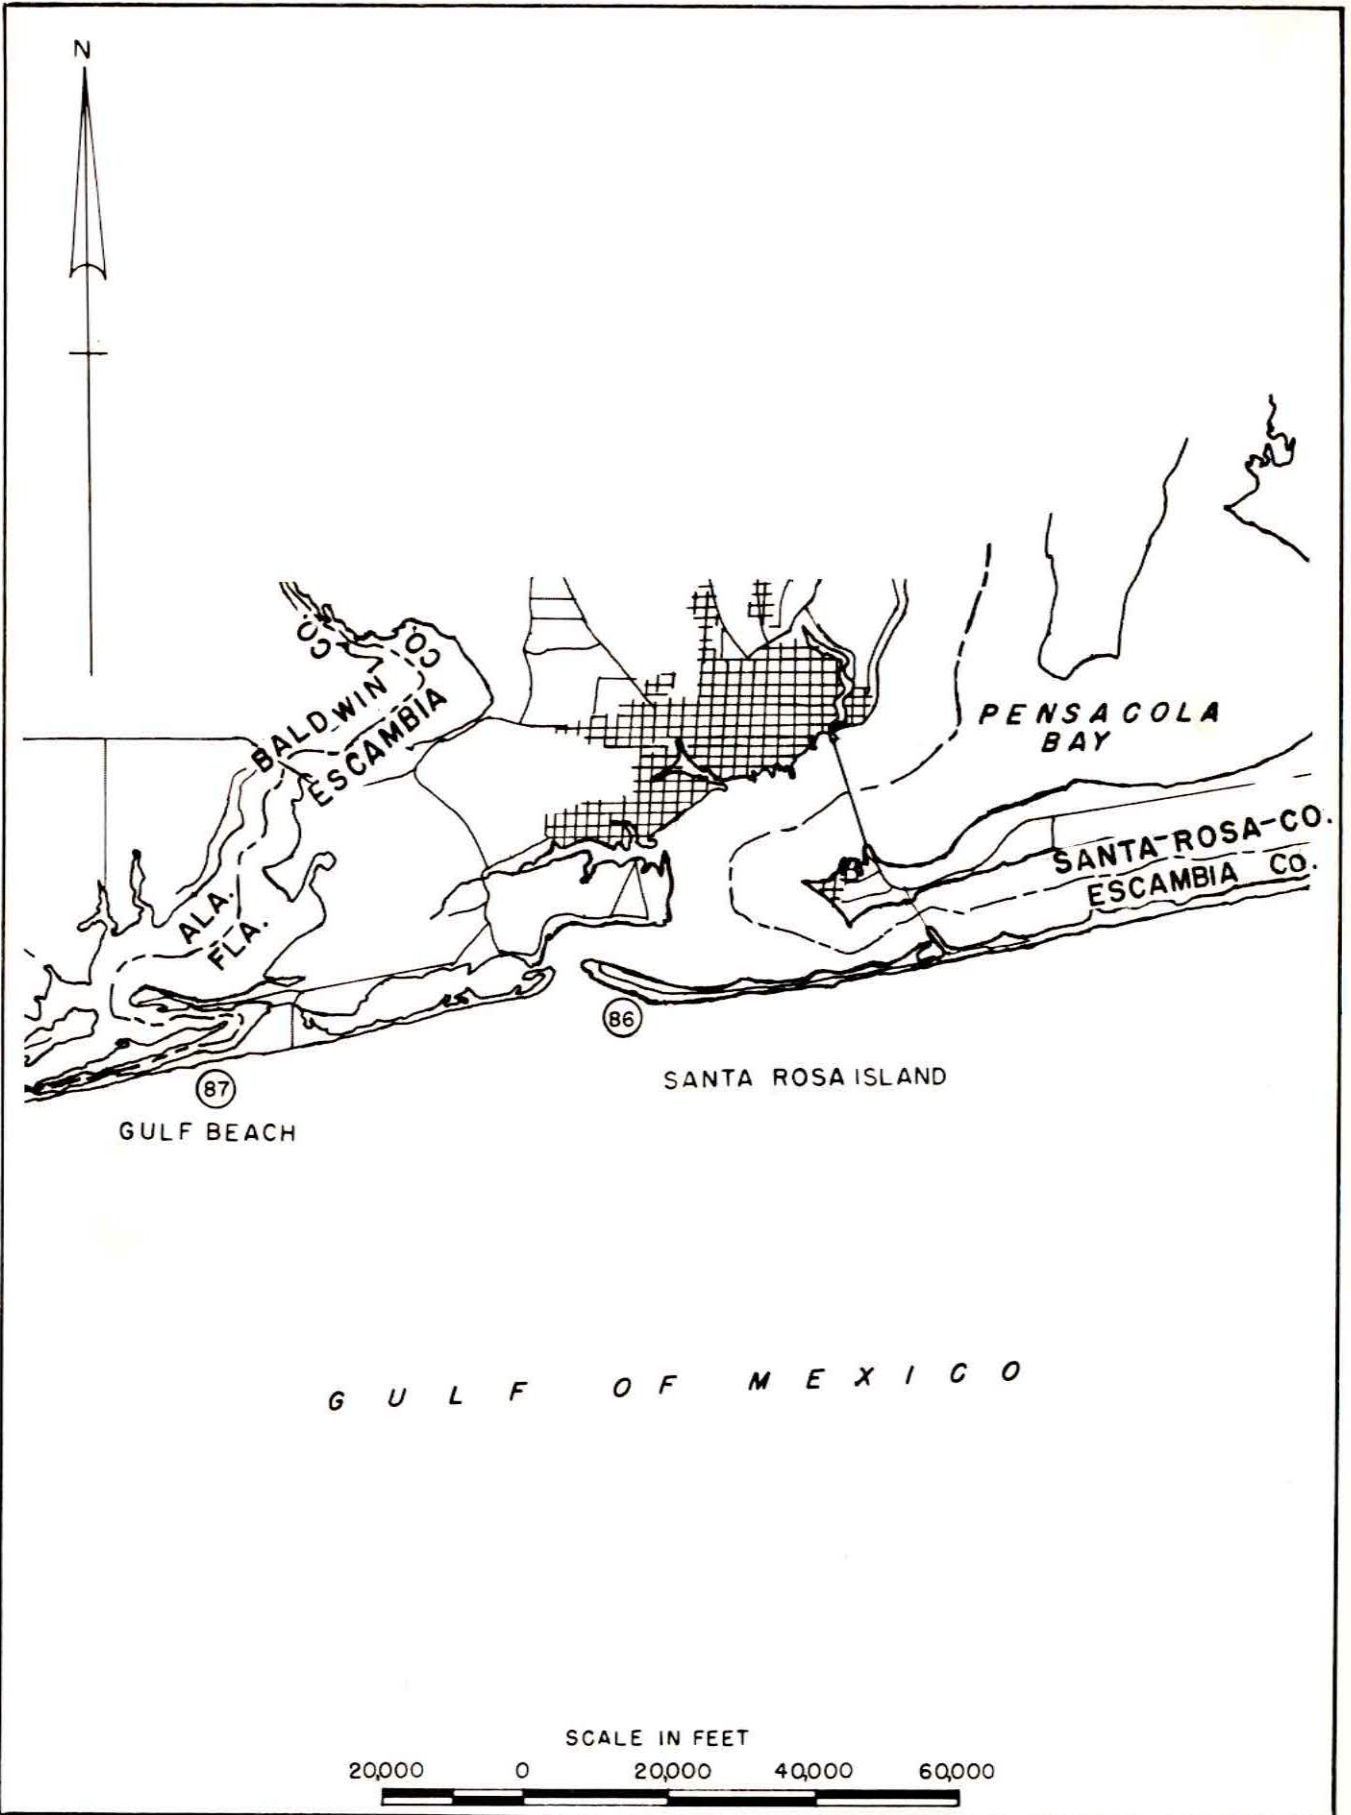 N
CO.
CO.
BALDWIN
ESCAMBIA
PENSACOLA
BAY
SANTA-ROSA-CO.
ESCAMBIA CO.
ALA.
FLA.
86
SANTA ROSA ISLAND
87
GULF BEACH
GULF OF MEXICO
SCALE IN FEET
20,000 0 20,000 40,000 60,000